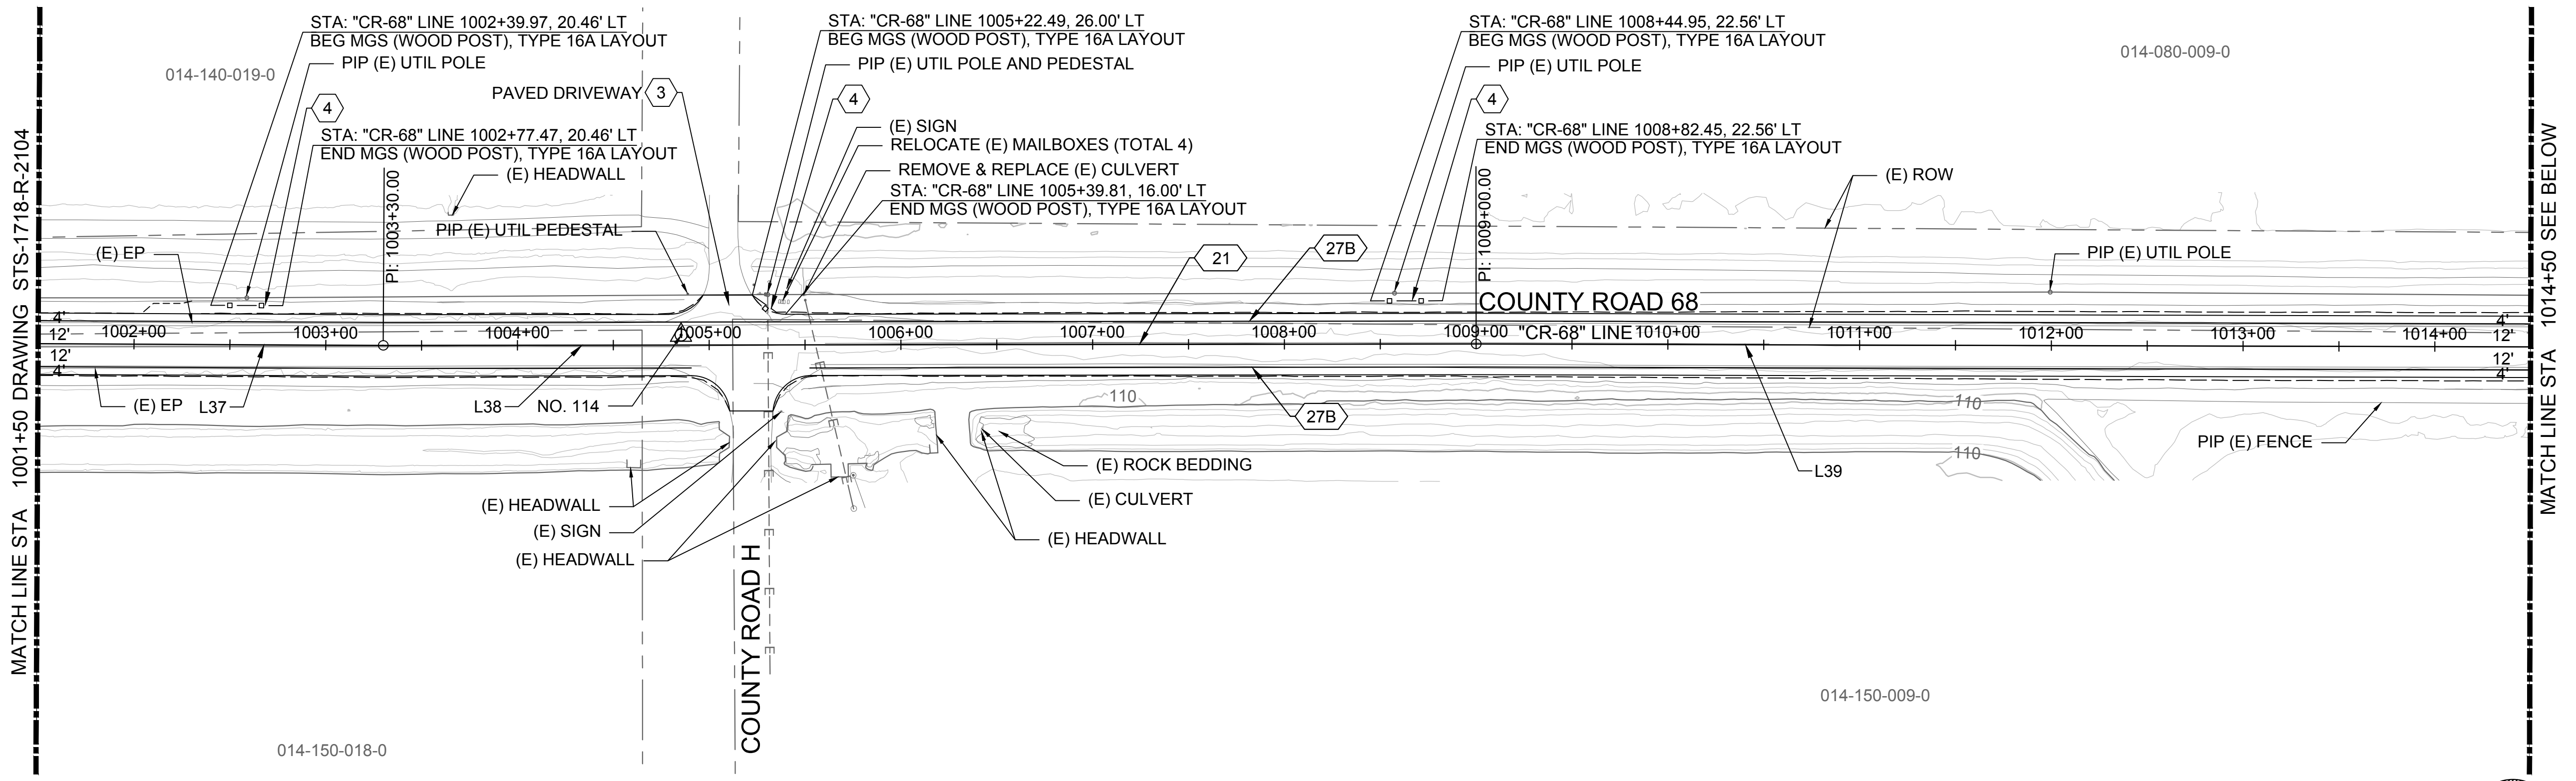 STA: "CR-68" LINE 1002+39.97, 20.46' LT
BEG MGS (WOOD POST), TYPE 16A LAYOUT
PIP (E) UTIL POLE
014-140-019-0
4
STA: "CR-68" LINE 1002+77.47, 20.46' LT
END MGS (WOOD POST), TYPE 16A LAYOUT
(E) HEADWALL
PAVED DRIVEWAY
3
STA: "CR-68" LINE 1005+22.49, 26.00' LT
BEG MGS (WOOD POST), TYPE 16A LAYOUT
PIP (E) UTIL POLE AND PEDESTAL
4
(E) SIGN
RELOCATE (E) MAILBOXES (TOTAL 4)
REMOVE & REPLACE (E) CULVERT
STA: "CR-68" LINE 1005+39.81, 16.00' LT
END MGS (WOOD POST), TYPE 16A LAYOUT
STA: "CR-68" LINE 1008+44.95, 22.56' LT
BEG MGS (WOOD POST), TYPE 16A LAYOUT
PIP (E) UTIL POLE
4
STA: "CR-68" LINE 1008+82.45, 22.56' LT
END MGS (WOOD POST), TYPE 16A LAYOUT
014-080-009-0
(E) ROW
PIP (E) UTIL POLE
MATCH LINE STA 1001+50 DRAWING STS-1718-R-2104
MATCH LINE STA 1014+50 SEE BELOW
(E) EP
PI: 1003+30.00
PIP (E) UTIL PEDESTAL
21
27B
PI: 1009+00.00
COUNTY ROAD 68
4'
12'
12'
4'
1002+00
1003+00
1004+00
1005+00
1006+00
1007+00
1008+00
1009+00
"CR-68" LINE
1010+00
1011+00
1012+00
1013+00
1014+00
4'
12'
12'
4'
(E) EP
L37
L38
NO. 114
110
27B
110
110
PIP (E) FENCE
L39
(E) ROCK BEDDING
(E) CULVERT
(E) HEADWALL
(E) HEADWALL
(E) SIGN
(E) HEADWALL
E
E
E
E
E
E
E
E
COUNTY ROAD H
014-150-018-0
014-150-009-0